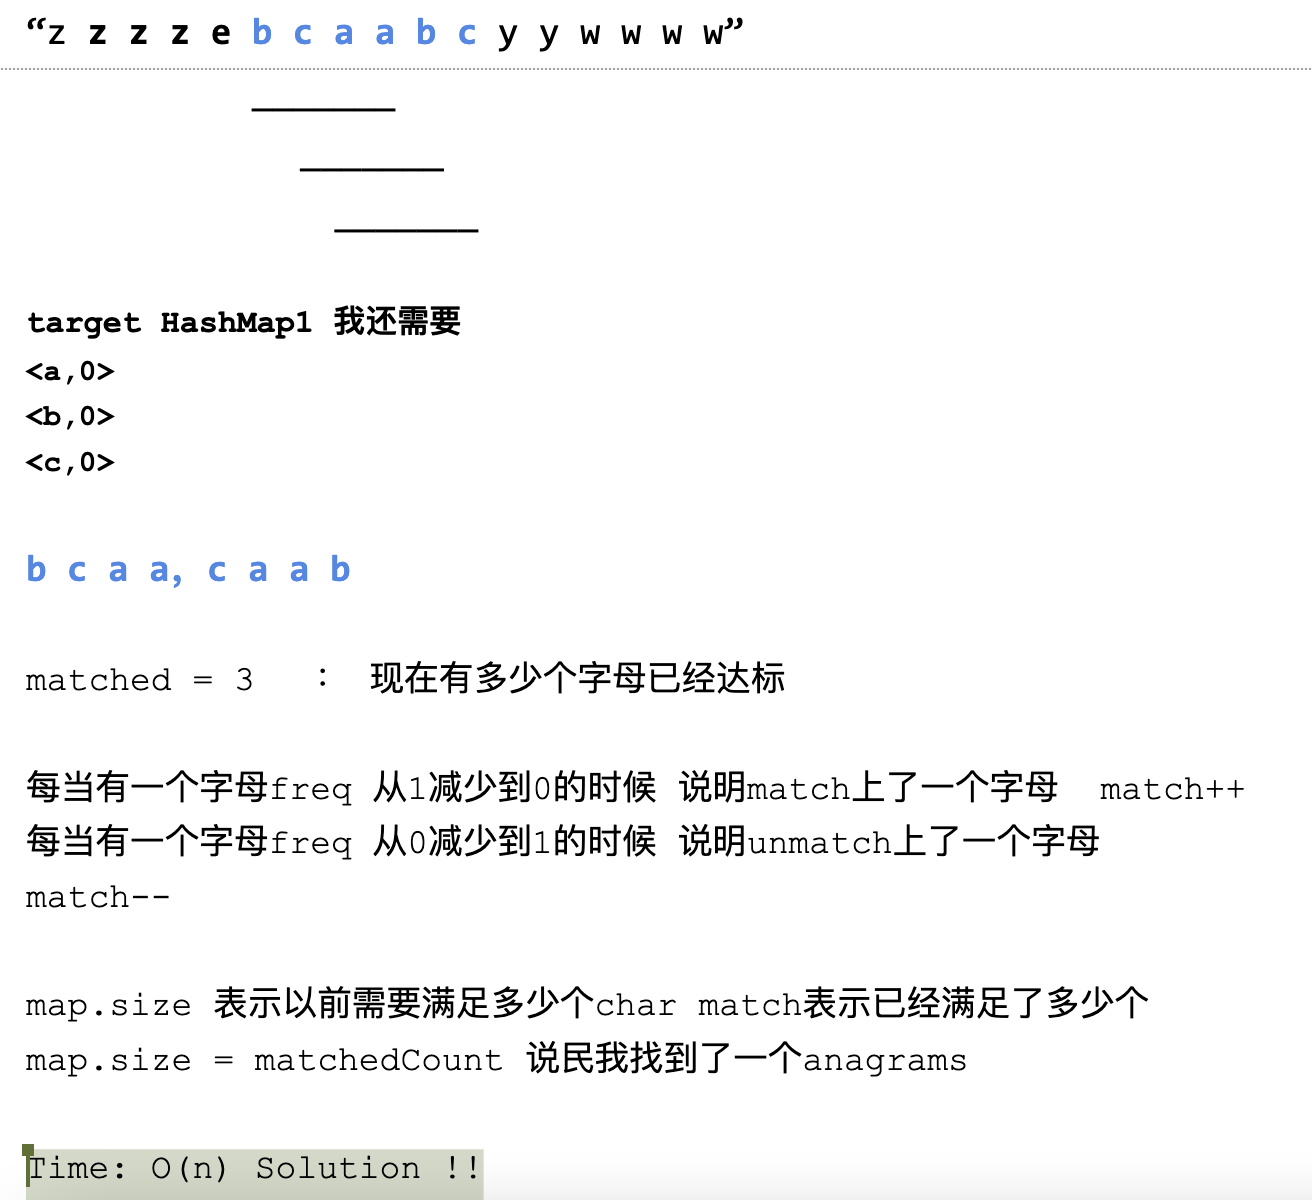 “z z z z e b c a a b c y y w w w w”
target HashMap1 我还需要
<a,0>
<b,0>
<c,0>
b c a a, c a a b
matched = 3 : 现在有多少个字母已经达标
每当有一个字母freq 从1减少到0的时候 说明match上了一个字母 match++
每当有一个字母freq 从0减少到1的时候 说明unmatch上了一个字母
match--
map.size 表示以前需要满足多少个char match表示已经满足了多少个
map.size = matchedCount 说民我找到了一个anagrams
Time: O(n) Solution !!